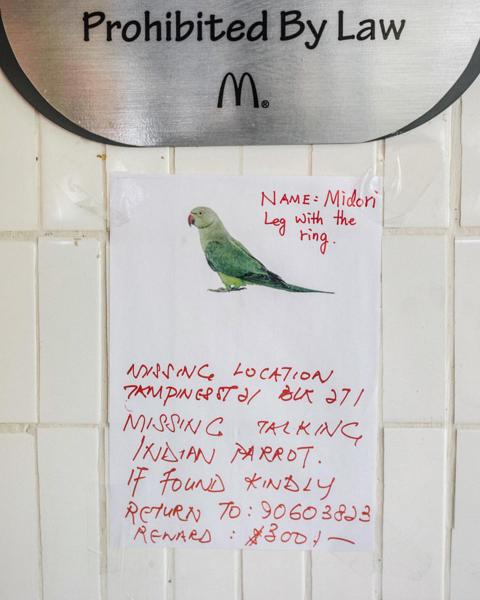 Prohibited By Law
M®
NAME: Midori
Leg with the
ring.
MISSING LOCATION
TAMPINES ST 21 BLK 271
MISSING TALKING
INDIAN PARROT.
IF FOUND KINDLY
RETURN TO: 90603823
REWARD: $300/-